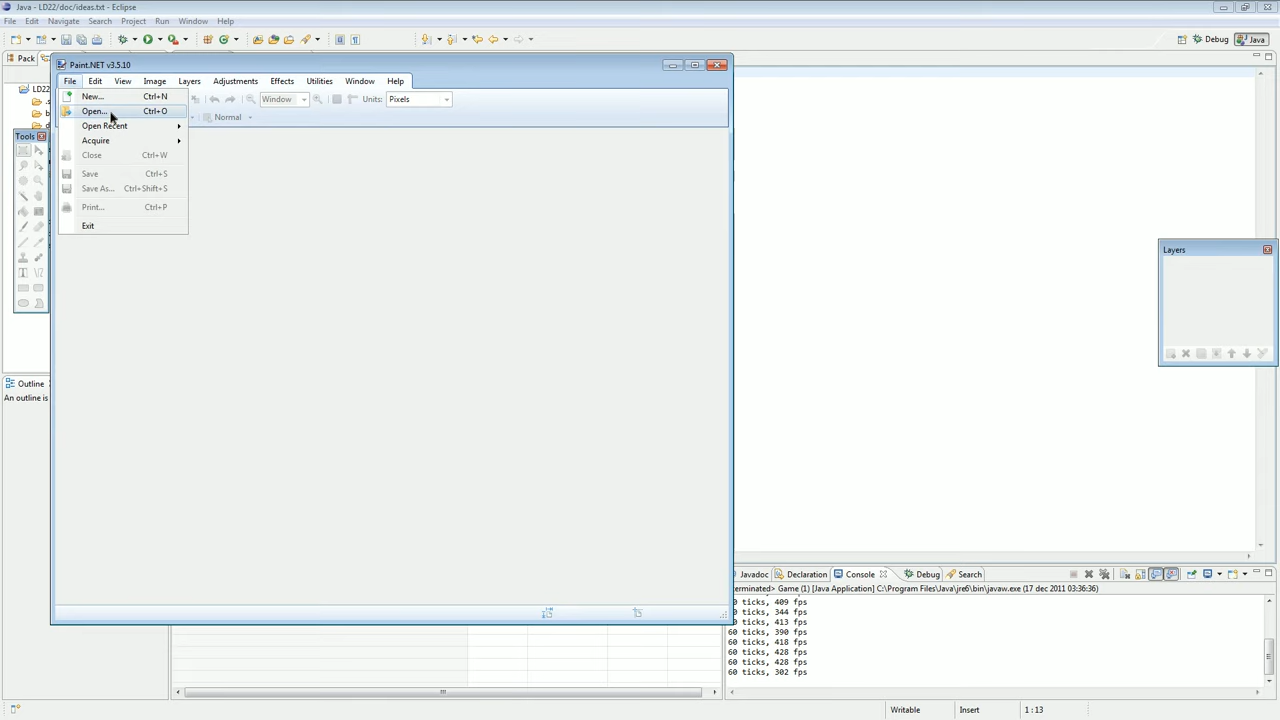 Java - LD22/doc/ideas.txt - Eclipse
File Edit Navigate Search Project Run Window Help
Debug Java
Pack
LD22
Paint.NET v3.5.10
File Edit View Image Layers Adjustments Effects Utilities Window Help
New... Ctrl+N
Open... Ctrl+O
Open Recent
Acquire
Close Ctrl+W
Save Ctrl+S
Save As... Ctrl+Shift+S
Print... Ctrl+P
Exit
Window Units: Pixels
Normal
Tools
Layers
Outline
An outline is
Javadoc Declaration Console Debug Search
terminated> Game (1) [Java Application] C:\Program Files\Java\jre6\bin\javaw.exe (17 dec 2011 03:36:36)
0 ticks, 409 fps
60 ticks, 344 fps
60 ticks, 413 fps
60 ticks, 390 fps
60 ticks, 418 fps
60 ticks, 428 fps
60 ticks, 428 fps
60 ticks, 302 fps
Writable Insert 1:13